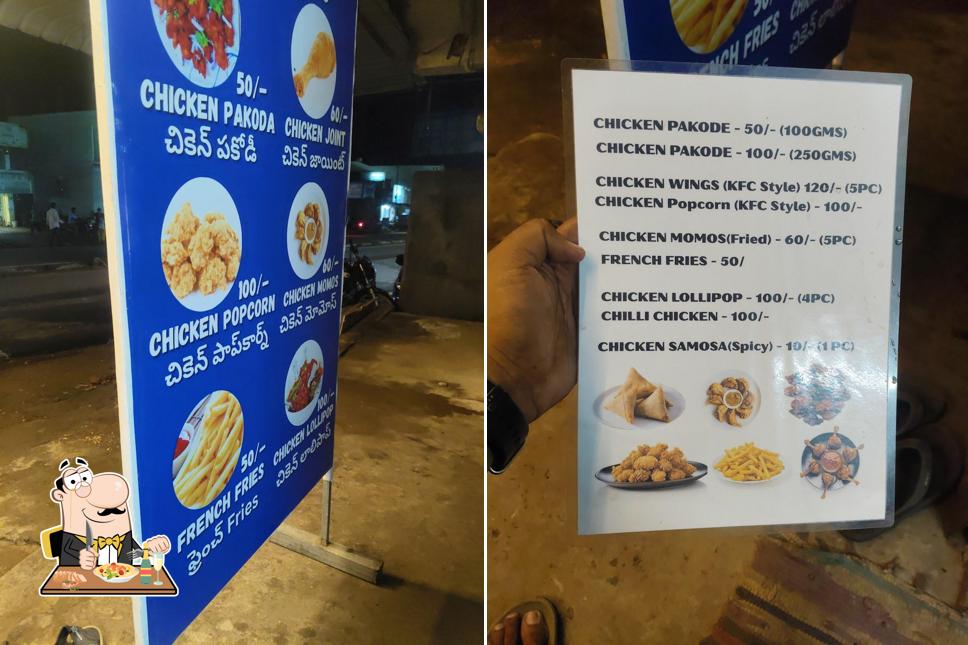 50/-
CHICKEN PAKODA
చికెన్ పకోడీ
60/-
CHICKEN JOINT
చికెన్ జాయింట్
100/-
CHICKEN POPCORN
చికెన్ పాప్‌కార్న్
60/-
CHICKEN MOMOS
చికెన్ మోమోస్
50/-
FRENCH FRIES
ఫ్రెంచ్ Fries
100/-
CHICKEN LOLLIPOP
చికెన్ లాలిపాప్
FRENCH FRIES
CHICKEN PAKODE - 50/- (100GMS)
CHICKEN PAKODE - 100/- (250GMS)
CHICKEN WINGS (KFC Style) 120/- (5PC)
CHICKEN Popcorn (KFC Style) - 100/-
CHICKEN MOMOS(Fried) - 60/- (5PC)
FRENCH FRIES - 50/
CHICKEN LOLLIPOP - 100/- (4PC)
CHILLI CHICKEN - 100/-
CHICKEN SAMOSA(Spicy) - 10/- (1 PC)